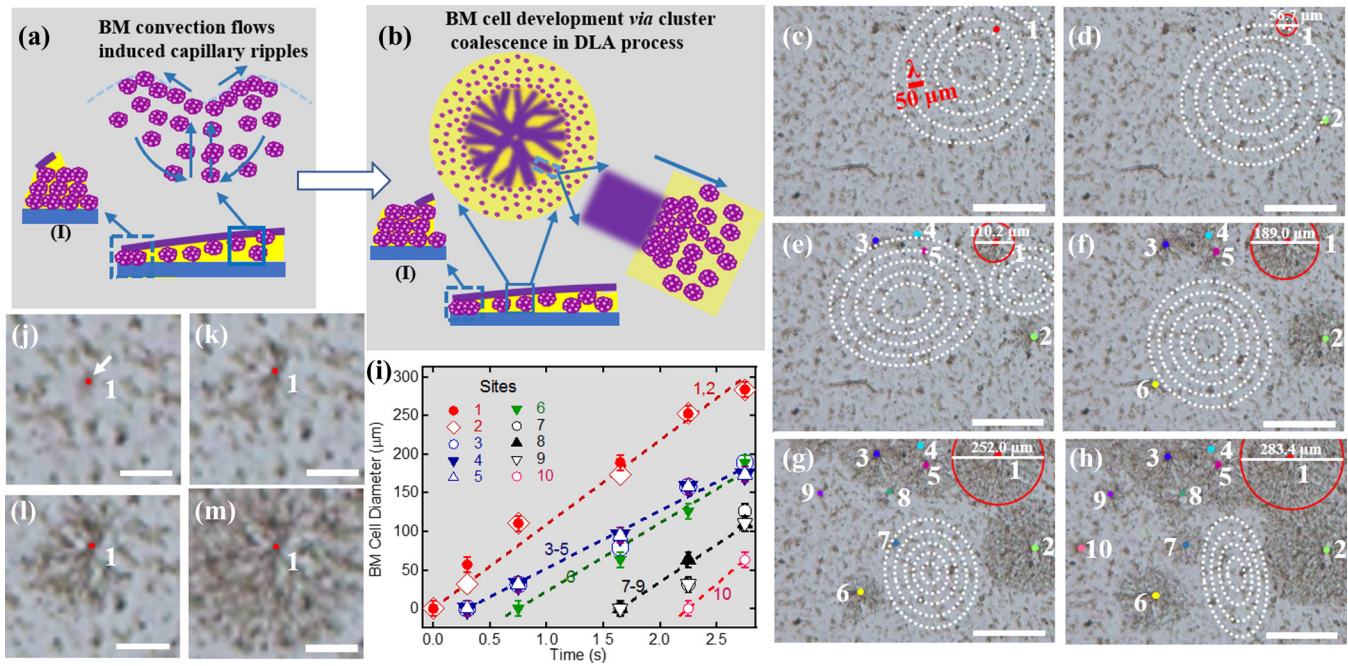 (a)
BM convection flows
induced capillary ripples
(I)
(b)
BM cell development via cluster
coalescence in DLA process
(I)
(c)
1
λ
50 μm
(d)
56.7 μm
1
2
(e)
3
4
5
110.2 μm
1
2
(f)
3
4
5
189.0 μm
1
2
6
(g)
3
4
5
252.0 μm
1
9
8
7
2
6
(h)
3
4
5
283.4 μm
1
9
8
10
7
2
6
(j)
1
(k)
1
(l)
1
(m)
1
(i)
BM Cell Diameter (μm)
300
250
200
150
100
50
0
Sites
1
2
3
4
5
6
7
8
9
10
1,2
3-5
6
7-9
10
0.0 0.5 1.0 1.5 2.0 2.5
Time (s)